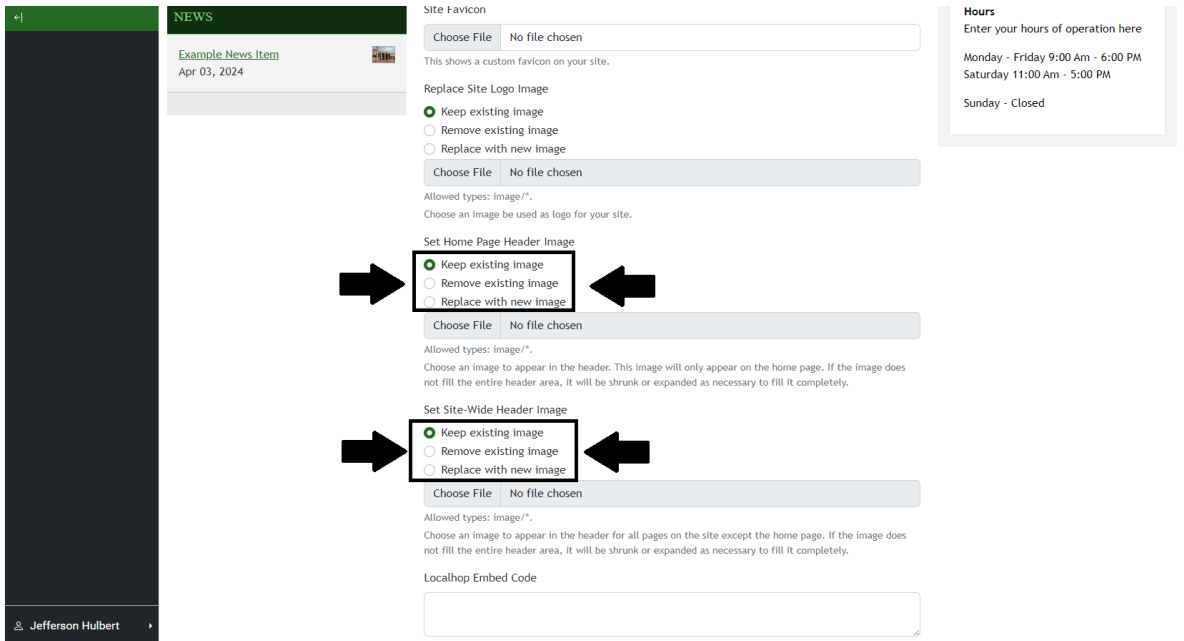 NEWS
Example News Item
Apr 03, 2024
Jefferson Hulbert
Site Favicon
Choose File No file chosen
This shows a custom favicon on your site.
Replace Site Logo Image
Keep existing image
Remove existing image
Replace with new image
Choose File No file chosen
Allowed types: image/*.
Choose an image be used as logo for your site.
Set Home Page Header Image
Keep existing image
Remove existing image
Replace with new image
Choose File No file chosen
Allowed types: image/*.
Choose an image to appear in the header. This image will only appear on the home page. If the image does
not fill the entire header area, it will be shrunk or expanded as necessary to fill it completely.
Set Site-Wide Header Image
Keep existing image
Remove existing image
Replace with new image
Choose File No file chosen
Allowed types: image/*.
Choose an image to appear in the header for all pages on the site except the home page. If the image does
not fill the entire header area, it will be shrunk or expanded as necessary to fill it completely.
Localhop Embed Code
Hours
Enter your hours of operation here
Monday - Friday 9:00 Am - 6:00 PM
Saturday 11:00 Am - 5:00 PM
Sunday - Closed